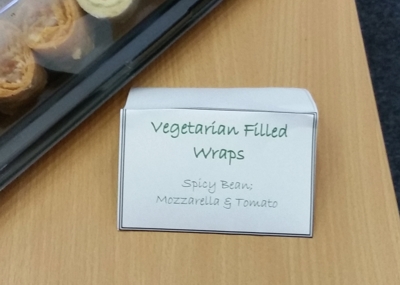 Vegetarian Filled
Wraps
Spicy Bean;
Mozzarella & Tomato